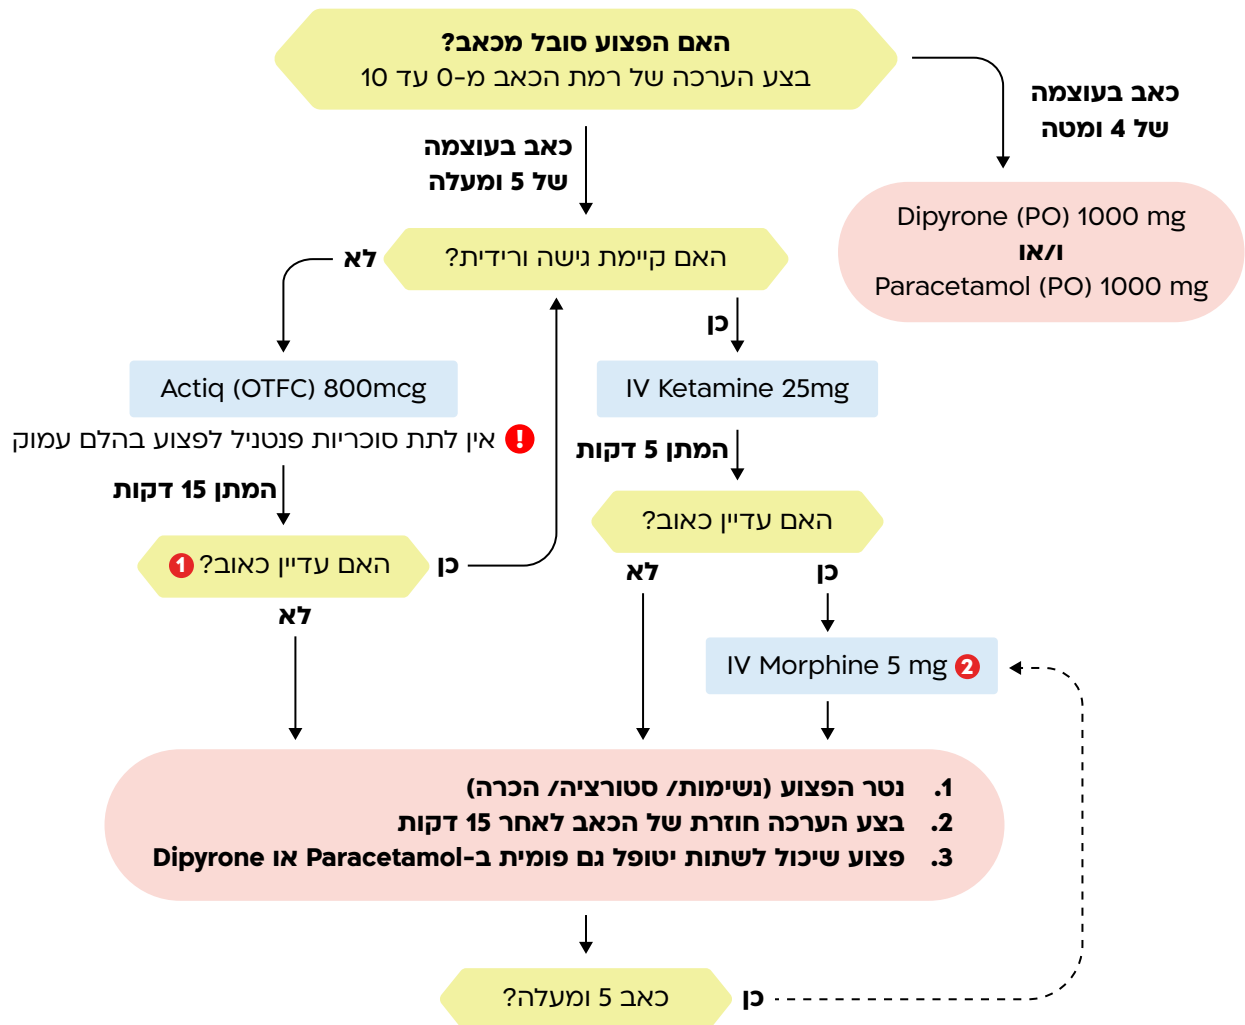 האם הפצוע סובל מכאב?
בצע הערכה של רמת הכאב מ-0 עד 10
כאב בעוצמה
של 4 ומטה
Dipyrone (PO) 1000 mg
ו/או
Paracetamol (PO) 1000 mg
כאב בעוצמה
של 5 ומעלה
האם קיימת גישה ורידית?
כן
IV Ketamine 25mg
המתן 5 דקות
האם עדיין כאוב?
כן
לא
IV Morphine 5 mg 2
לא
Actiq (OTFC) 800mcg
! אין לתת סוכריות פנטניל לפצוע בהלם עמוק
המתן 15 דקות
האם עדיין כאוב? 1
כן
לא
1. נטר הפצוע (נשימות/ סטורציה/ הכרה)
2. בצע הערכה חוזרת של הכאב לאחר 15 דקות
3. פצוע שיכול לשתות יטופל גם פומית ב-Paracetamol או Dipyrone
כאב 5 ומעלה?
כן